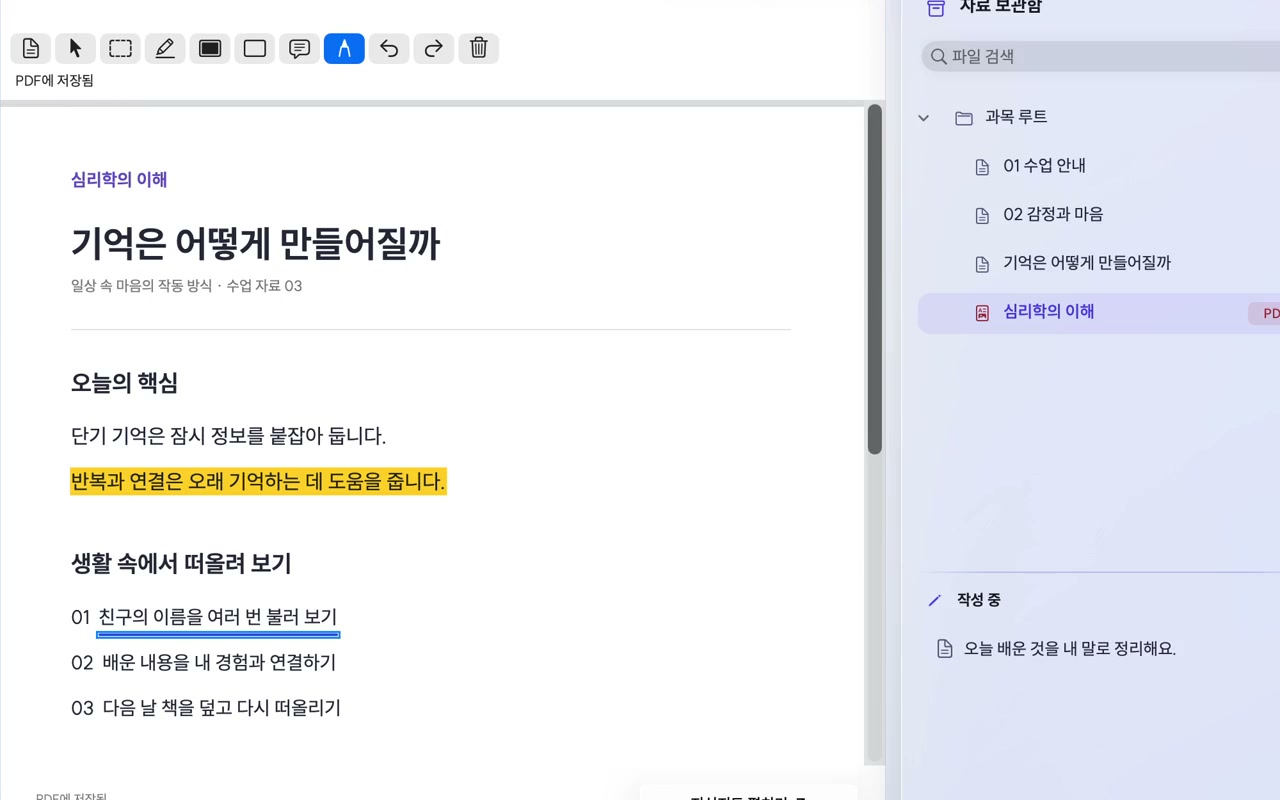 PDF에 저장됨
심리학의 이해
기억은 어떻게 만들어질까
일상 속 마음의 작동 방식 · 수업 자료 03
오늘의 핵심
단기 기억은 잠시 정보를 붙잡아 둡니다.
반복과 연결은 오래 기억하는 데 도움을 줍니다.
생활 속에서 떠올려 보기
01 친구의 이름을 여러 번 불러 보기
02 배운 내용을 내 경험과 연결하기
03 다음 날 책을 덮고 다시 떠올리기
PDF에 저장됨
자료 보관함
파일 검색
과목 루트
01 수업 안내
02 감정과 마음
기억은 어떻게 만들어질까
심리학의 이해
PD
작성 중
오늘 배운 것을 내 말로 정리해요.